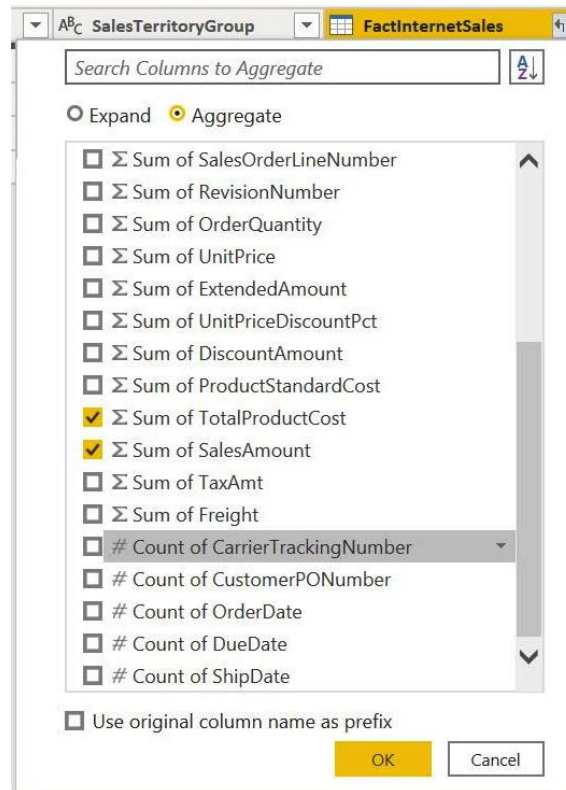 ABC SalesTerritoryGroup FactInternetSales
Search Columns to Aggregate
AZ↓
Expand Aggregate
Σ Sum of SalesOrderLineNumber
Σ Sum of RevisionNumber
Σ Sum of OrderQuantity
Σ Sum of UnitPrice
Σ Sum of ExtendedAmount
Σ Sum of UnitPriceDiscountPct
Σ Sum of DiscountAmount
Σ Sum of ProductStandardCost
Σ Sum of TotalProductCost
Σ Sum of SalesAmount
Σ Sum of TaxAmt
Σ Sum of Freight
# Count of CarrierTrackingNumber
# Count of CustomerPONumber
# Count of OrderDate
# Count of DueDate
# Count of ShipDate
Use original column name as prefix
OK Cancel